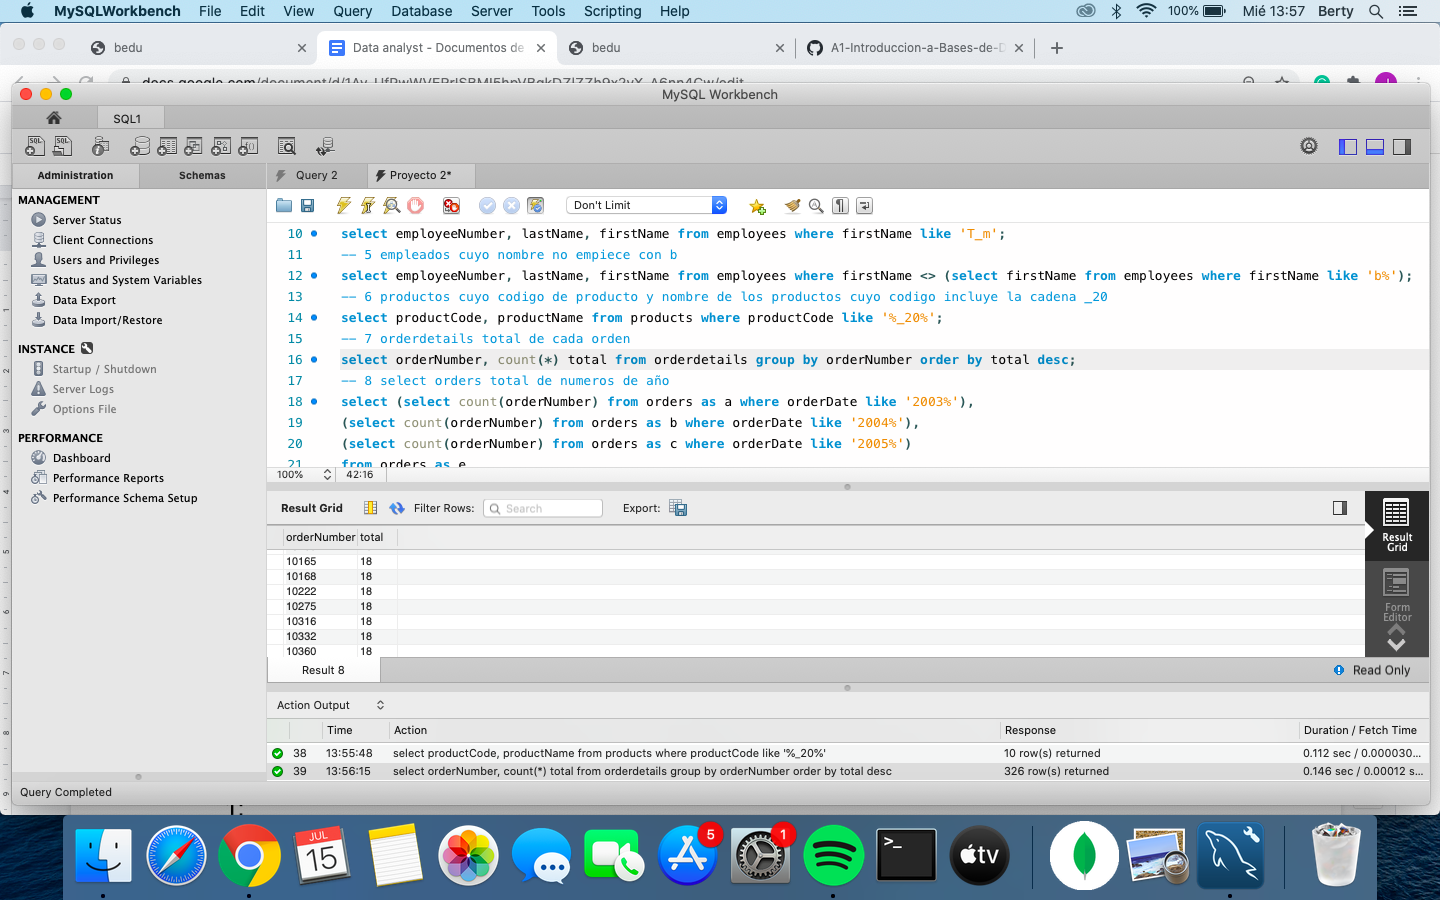 MySQLWorkbench File Edit View Query Database Server Tools Scripting Help 100% Mié 13:57 Berty
bedu Data analyst - Documentos de bedu A1-Introduccion-a-Bases-de-D
MySQL Workbench
SQL1
Administration Schemas
Query 2 Proyecto 2*
Don't Limit
MANAGEMENT
Server Status
Client Connections
Users and Privileges
Status and System Variables
Data Export
Data Import/Restore
INSTANCE
Startup / Shutdown
Server Logs
Options File
PERFORMANCE
Dashboard
Performance Reports
Performance Schema Setup
10 select employeeNumber, lastName, firstName from employees where firstName like 'T_m';
11 -- 5 empleados cuyo nombre no empiece con b
12 select employeeNumber, lastName, firstName from employees where firstName <> (select firstName from employees where firstName like 'b%');
13 -- 6 productos cuyo codigo de producto y nombre de los productos cuyo codigo incluye la cadena _20
14 select productCode, productName from products where productCode like '%_20%';
15 -- 7 orderdetails total de cada orden
16 select orderNumber, count(*) total from orderdetails group by orderNumber order by total desc;
17 -- 8 select orders total de numeros de año
18 select (select count(orderNumber) from orders as a where orderDate like '2003%'),
19 (select count(orderNumber) from orders as b where orderDate like '2004%'),
20 (select count(orderNumber) from orders as c where orderDate like '2005%')
21 from orders as e
100% 42:16
Result Grid Filter Rows: Search Export:
orderNumber total
10165 18
10168 18
10222 18
10275 18
10316 18
10332 18
10360 18
Result Grid
Form Editor
Result 8 Read Only
Action Output
Time Action Response Duration / Fetch Time
38 13:55:48 select productCode, productName from products where productCode like '%_20%' 10 row(s) returned 0.112 sec / 0.000030...
39 13:56:15 select orderNumber, count(*) total from orderdetails group by orderNumber order by total desc 326 row(s) returned 0.146 sec / 0.00012 s...
Query Completed
JUL
15
5
1
tv